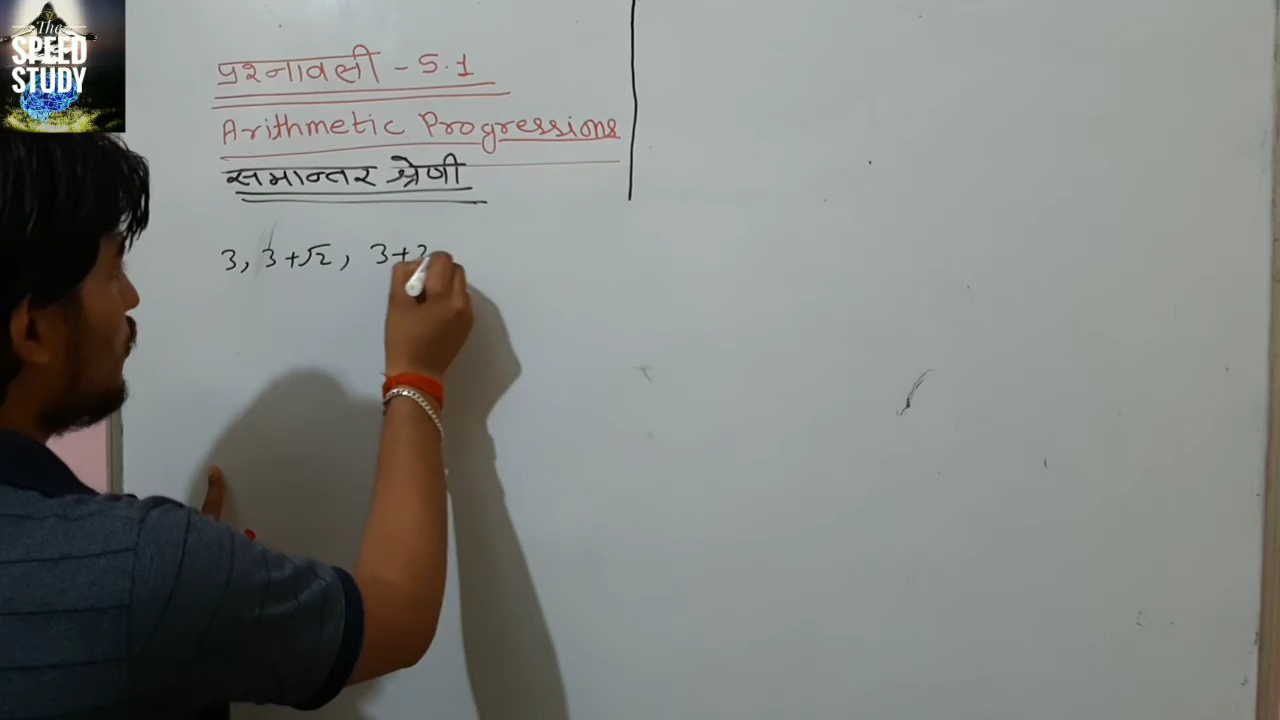 The
SPEED
STUDY
प्रश्नावली - 5.1
Arithmetic Progressions
समान्तर श्रेणी
3, 3+√2, 3+2